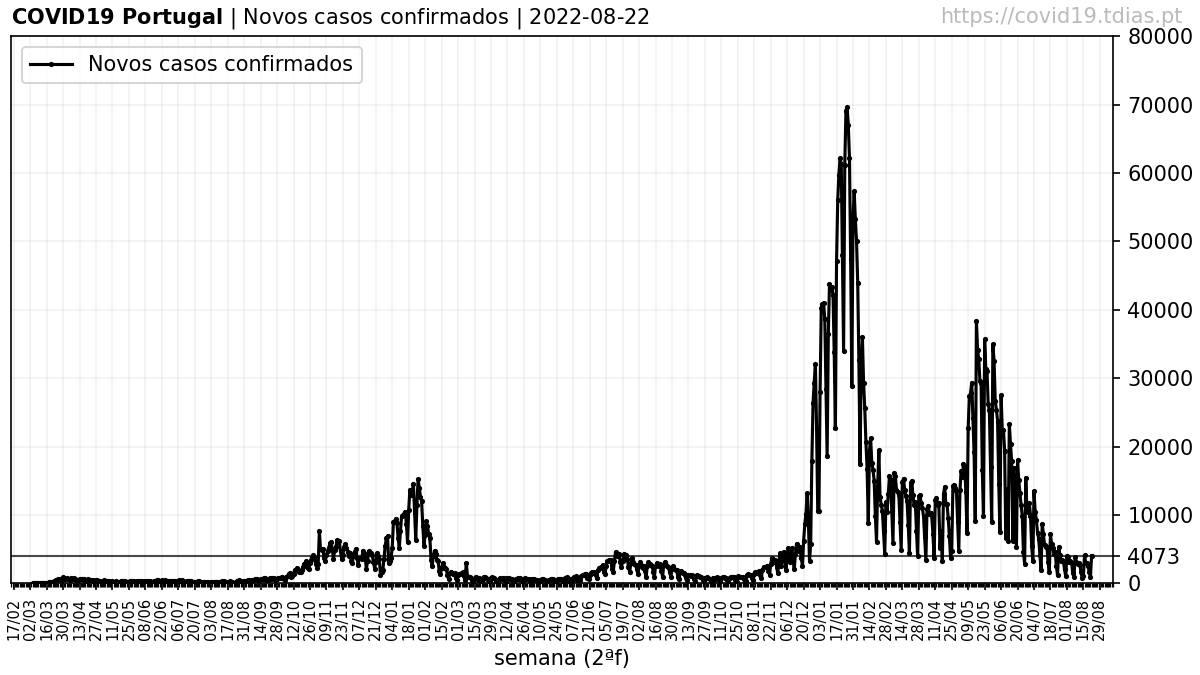 COVID19 Portugal | Novos casos confirmados | 2022-08-22
https://covid19.tdias.pt
Novos casos confirmados
80000
70000
60000
50000
40000
30000
20000
10000
4073
0
17/02 02/03 16/03 30/03 13/04 27/04 11/05 25/05 08/06 22/06 06/07 20/07 03/08 17/08 31/08 14/09 28/09 12/10 26/10 09/11 23/11 07/12 21/12 04/01 18/01 01/02 15/02 01/03 15/03 29/03 12/04 26/04 10/05 24/05 07/06 21/06 05/07 19/07 02/08 16/08 30/08 13/09 27/09 11/10 25/10 08/11 22/11 06/12 20/12 03/01 17/01 31/01 14/02 28/02 14/03 28/03 11/04 25/04 09/05 23/05 06/06 20/06 04/07 18/07 01/08 15/08 29/08
semana (2ªf)